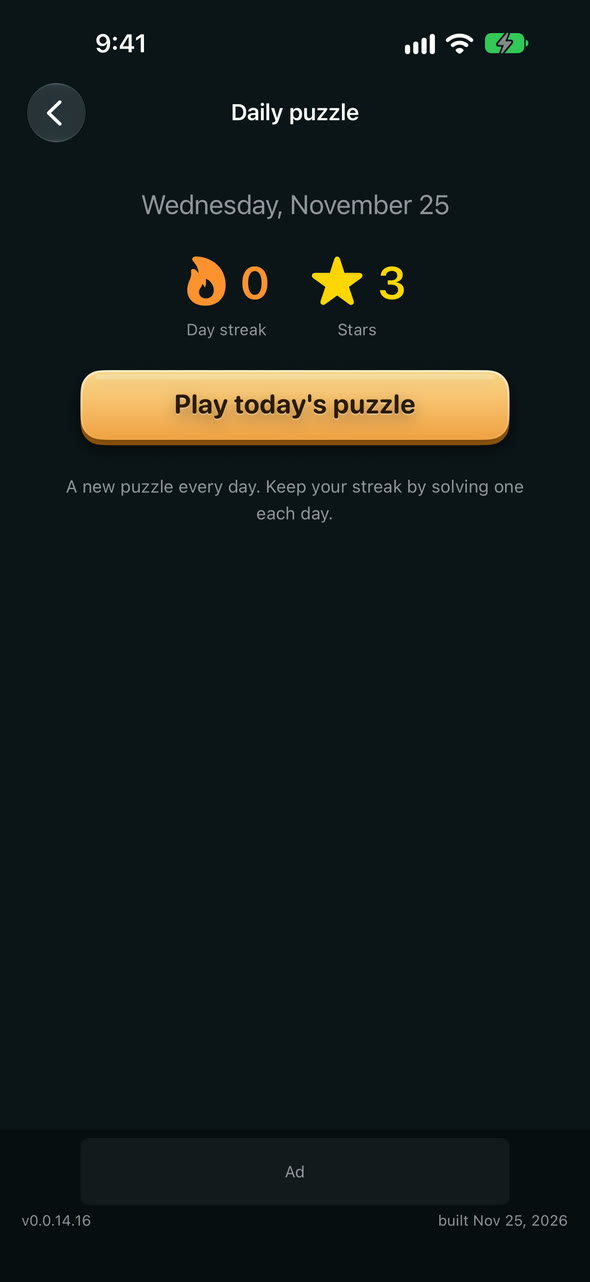 9:41
Daily puzzle
Wednesday, November 25
0 3
Day streak Stars
Play today's puzzle
A new puzzle every day. Keep your streak by solving one
each day.
Ad
v0.0.14.16 built Nov 25, 2026